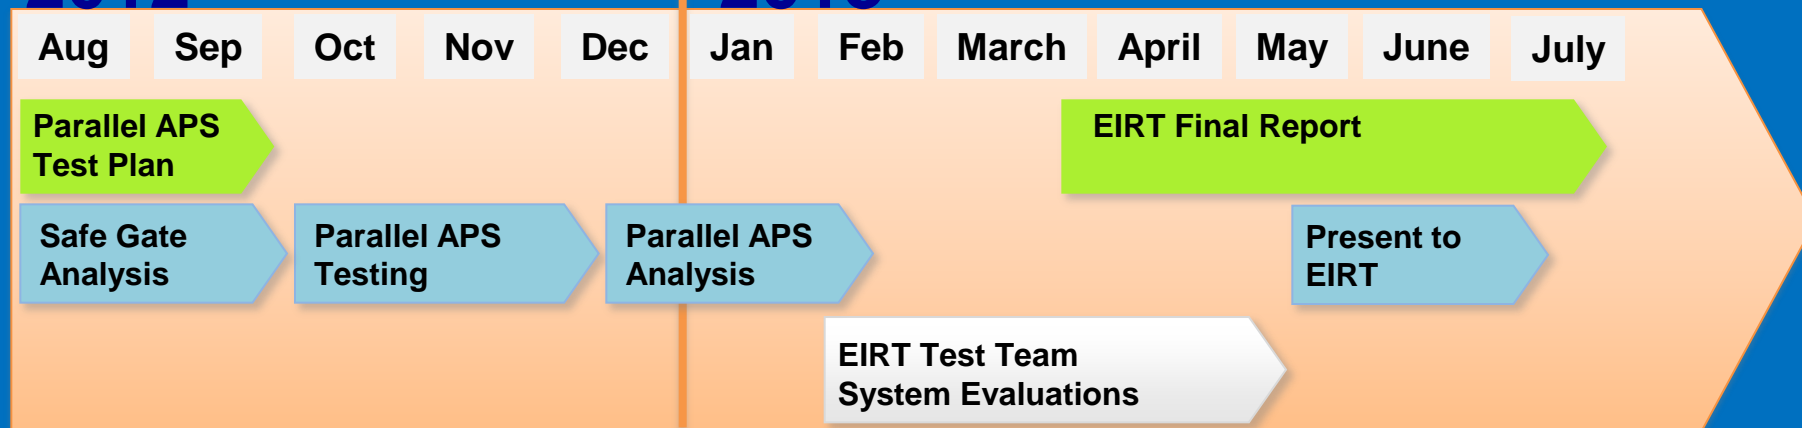 Aug Sep Oct Nov Dec Jan Feb March April May June July
Parallel APS
Test Plan
EIRT Final Report
Safe Gate
Analysis
Parallel APS
Testing
Parallel APS
Analysis
Present to
EIRT
EIRT Test Team
System Evaluations